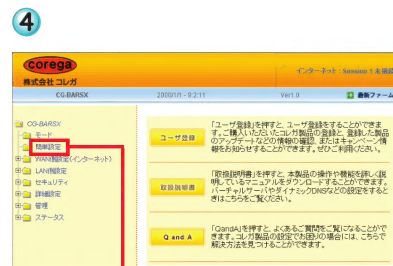 4
corega
株式会社 コレガ
インターネット : Session 1 未接続
CG-BARSX
2000/1/1 - 9:2:11
Ver1.0
最新ファーム
CG-BARSX
モード
簡単設定
WAN側設定(インターネット)
LAN側設定
セキュリティ
詳細設定
管理
ステータス
ユーザ登録
「ユーザ登録」を押すと、ユーザ登録をすることができます。ご購入いただいたコレガ製品の登録と、登録した製品
のアップデートなどの情報の確認、またはキャンペーン情
報をお知らせすることができます。ぜひご利用ください。
取扱説明書
「取扱説明書」を押すと、本製品の操作や機能を詳しく説
明しているマニュアルをダウンロードすることができます。
バーチャルサーバやダイナミックDNSなどの設定をすると
きはこちらをご覧ください。
Q and A
「QandA」を押すと、よくあるご質問をご覧になることがで
きます。コレガ製品の設定でお困りの場合には、こちらで
解決方法を見つけることができます。